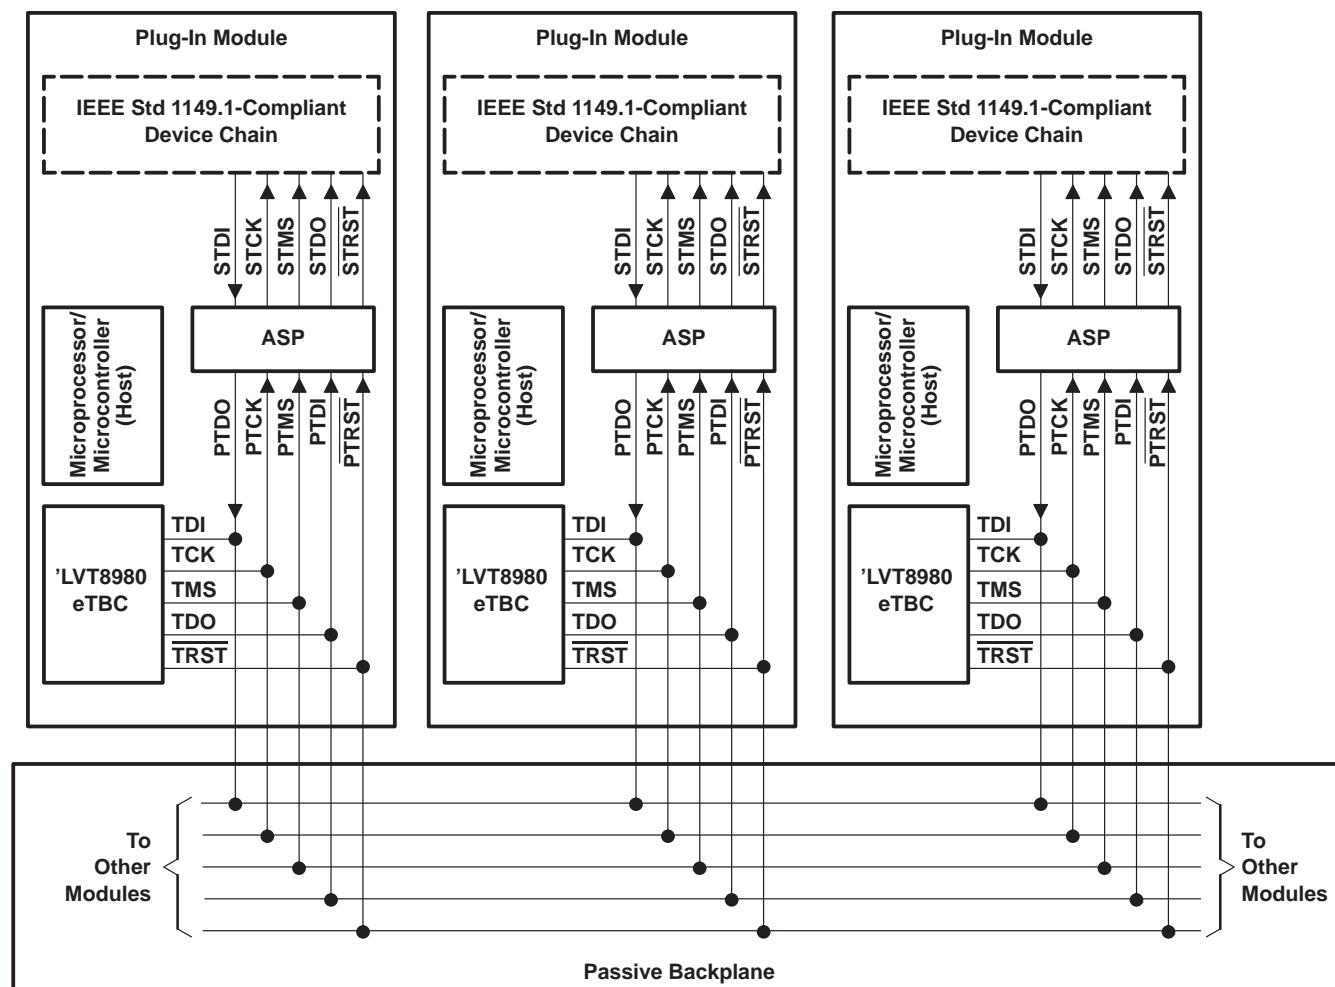 Plug-In Module
IEEE Std 1149.1-Compliant
Device Chain
STDI
STCK
STMS
STDO
STRST
Microprocessor/
Microcontroller
(Host)
ASP
PTDO
PTCK
PTMS
PTDI
PTRST
'LVT8980
eTBC
TDI
TCK
TMS
TDO
TRST
Plug-In Module
IEEE Std 1149.1-Compliant
Device Chain
STDI
STCK
STMS
STDO
STRST
Microprocessor/
Microcontroller
(Host)
ASP
PTDO
PTCK
PTMS
PTDI
PTRST
'LVT8980
eTBC
TDI
TCK
TMS
TDO
TRST
Plug-In Module
IEEE Std 1149.1-Compliant
Device Chain
STDI
STCK
STMS
STDO
STRST
Microprocessor/
Microcontroller
(Host)
ASP
PTDO
PTCK
PTMS
PTDI
PTRST
'LVT8980
eTBC
TDI
TCK
TMS
TDO
TRST
To
Other
Modules
To
Other
Modules
Passive Backplane